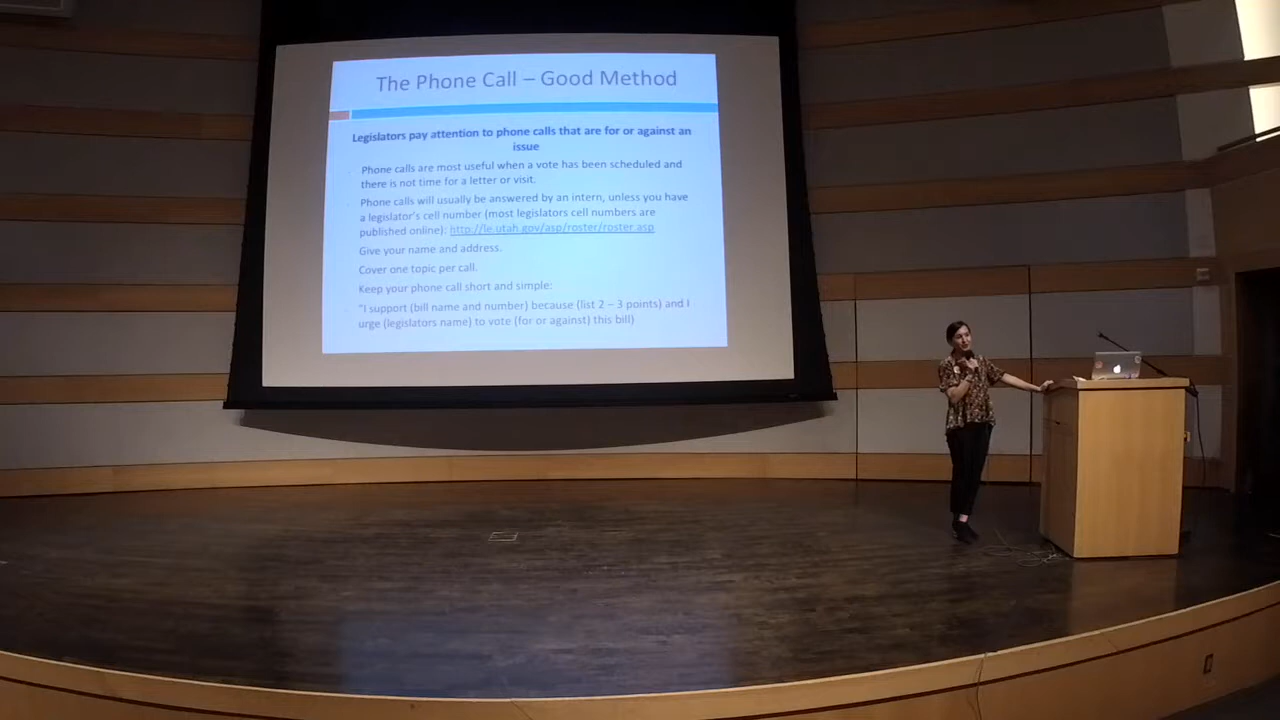 The Phone Call – Good Method
Legislators pay attention to phone calls that are for or against an
issue
Phone calls are most useful when a vote has been scheduled and
there is not time for a letter or visit.
Phone calls will usually be answered by an intern, unless you have
a legislator's cell number (most legislators cell numbers are
published online): http://le.utah.gov/asp/roster/roster.asp
Give your name and address.
Cover one topic per call.
Keep your phone call short and simple:
"I support (bill name and number) because (list 2 – 3 points) and I
urge (legislators name) to vote (for or against) this bill)